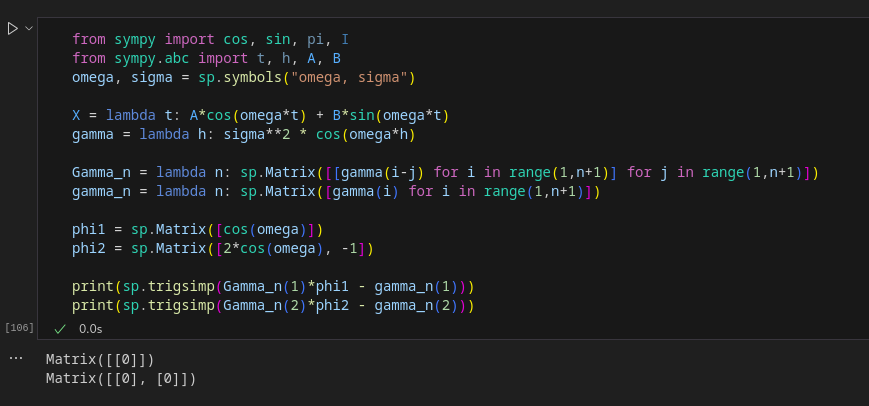 from sympy import cos, sin, pi, I
from sympy.abc import t, h, A, B
omega, sigma = sp.symbols("omega, sigma")
X = lambda t: A*cos(omega*t) + B*sin(omega*t)
gamma = lambda h: sigma**2 * cos(omega*h)
Gamma_n = lambda n: sp.Matrix([[gamma(i-j) for i in range(1,n+1)] for j in range(1,n+1)])
gamma_n = lambda n: sp.Matrix([gamma(i) for i in range(1,n+1)])
phi1 = sp.Matrix([cos(omega)])
phi2 = sp.Matrix([2*cos(omega), -1])
print(sp.trigsimp(Gamma_n(1)*phi1 - gamma_n(1)))
print(sp.trigsimp(Gamma_n(2)*phi2 - gamma_n(2)))
[106] 0.0s
Matrix([[0]])
Matrix([[0], [0]])